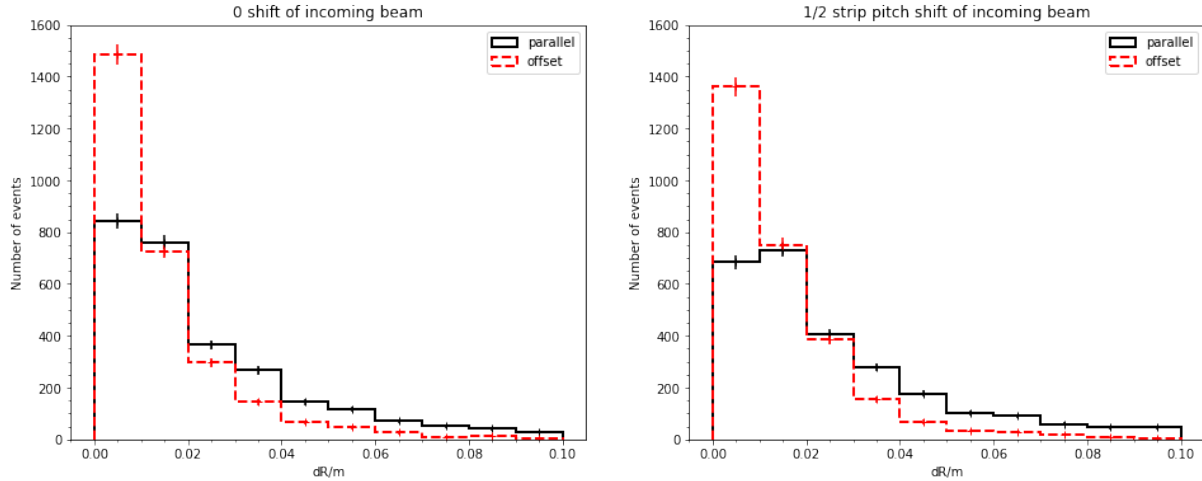 0 shift of incoming beam
1600
1400
1200
1000
800
600
400
200
0
Number of events
parallel
offset
0.00 0.02 0.04 0.06 0.08 0.10
dR/m
1/2 strip pitch shift of incoming beam
1600
1400
1200
1000
800
600
400
200
0
Number of events
parallel
offset
0.00 0.02 0.04 0.06 0.08 0.10
dR/m